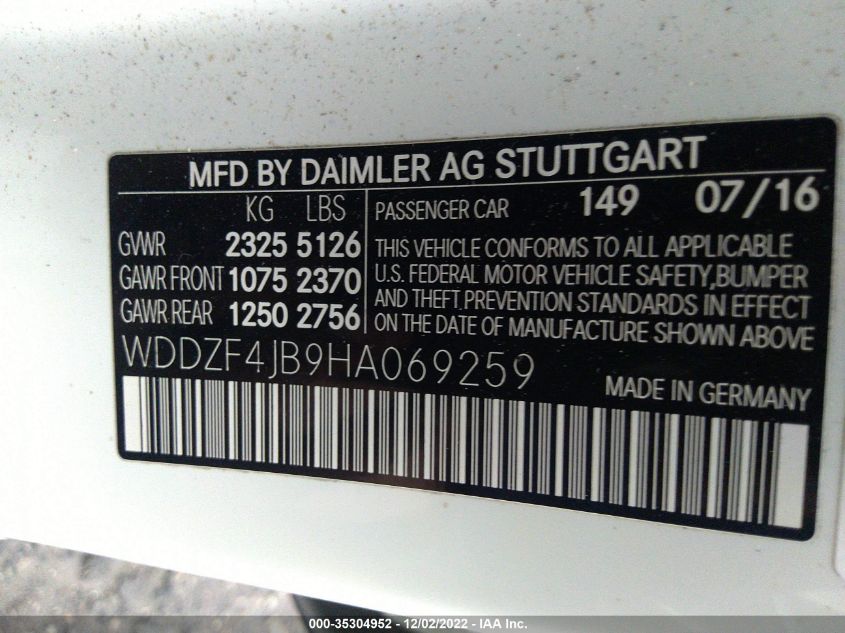 MFD BY DAIMLER AG STUTTGART
KG LBS
GVWR 2325 5126
GAWR FRONT 1075 2370
GAWR REAR 1250 2756
PASSENGER CAR 149 07/16
THIS VEHICLE CONFORMS TO ALL APPLICABLE
U.S. FEDERAL MOTOR VEHICLE SAFETY,BUMPER
AND THEFT PREVENTION STANDARDS IN EFFECT
ON THE DATE OF MANUFACTURE SHOWN ABOVE
WDDZF4JB9HA069259
MADE IN GERMANY
000-35304952 - 12/02/2022 - IAA Inc.